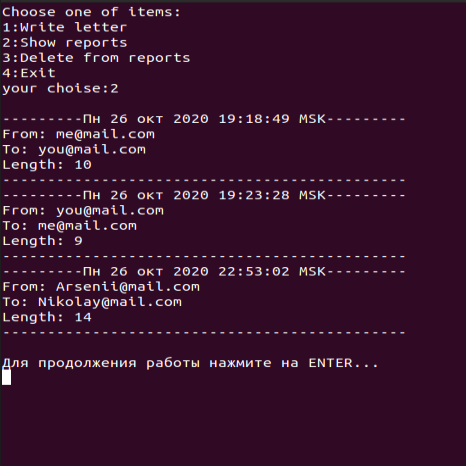 Choose one of items:
1:Write letter
2:Show reports
3:Delete from reports
4:Exit
your choise:2
---------Пн 26 окт 2020 19:18:49 MSK---------
From: me@mail.com
To: you@mail.com
Length: 10
---------------------------------------------
---------Пн 26 окт 2020 19:23:28 MSK---------
From: you@mail.com
To: me@mail.com
Length: 9
---------------------------------------------
---------Пн 26 окт 2020 22:53:02 MSK---------
From: Arsenii@mail.com
To: Nikolay@mail.com
Length: 14
---------------------------------------------
Для продолжения работы нажмите на ENTER...